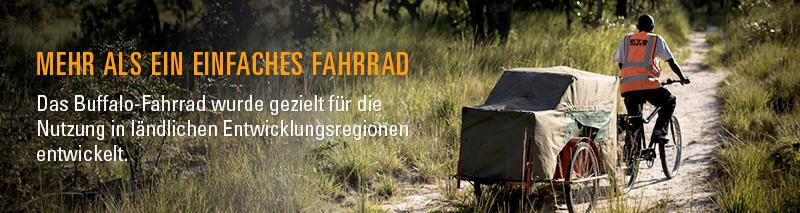 MEHR ALS EIN EINFACHES FAHRRAD
Das Buffalo-Fahrrad wurde gezielt für die
Nutzung in ländlichen Entwicklungsregionen
entwickelt.